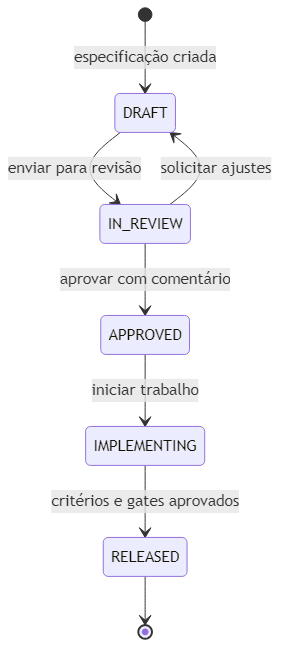 especificação criada
DRAFT
enviar para revisão
solicitar ajustes
IN_REVIEW
aprovar com comentário
APPROVED
iniciar trabalho
IMPLEMENTING
critérios e gates aprovados
RELEASED